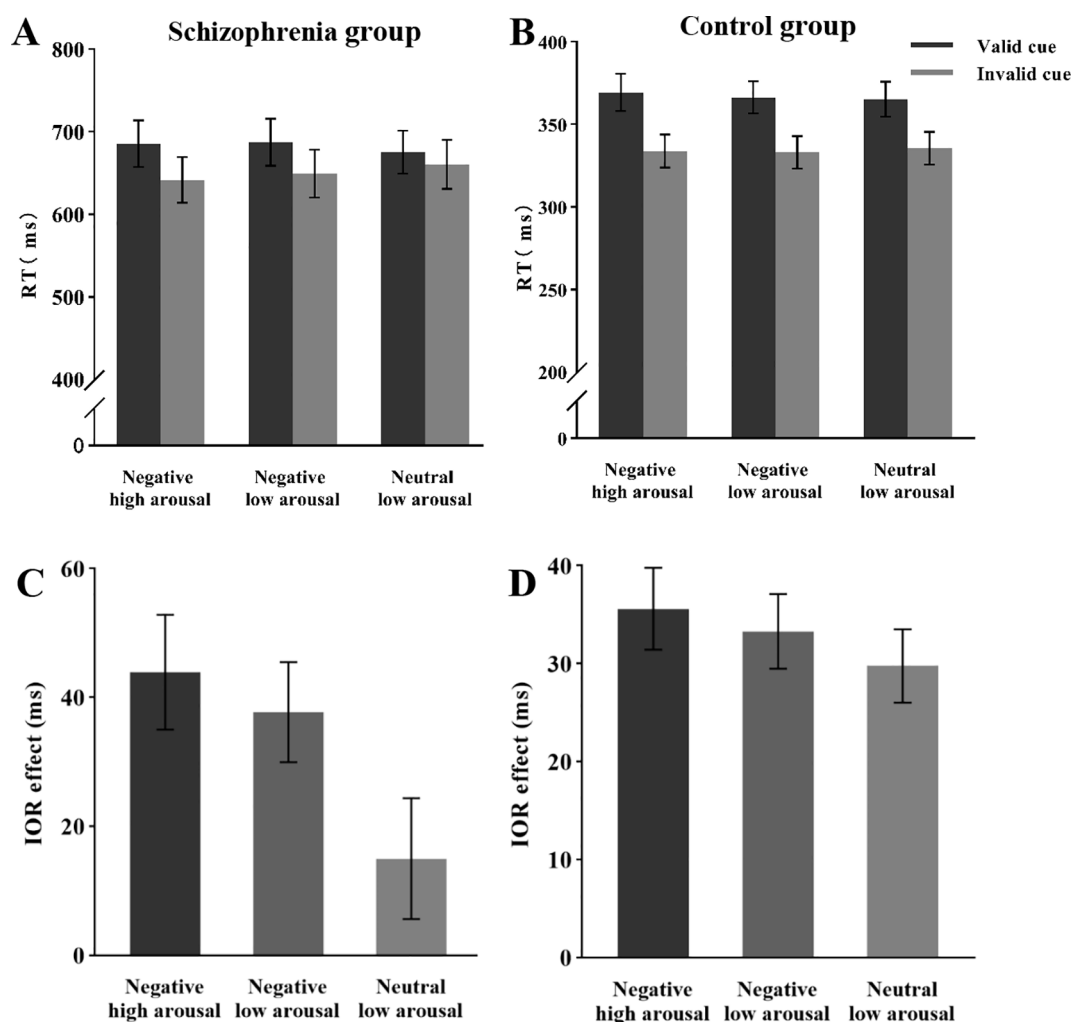 A
Schizophrenia group
RT( ms)
800
700
600
500
400
0
Negative
high arousal
Negative
low arousal
Neutral
low arousal
B
Control group
Valid cue
Invalid cue
RT( ms)
400
350
300
250
200
0
Negative
high arousal
Negative
low arousal
Neutral
low arousal
C
IOR effect (ms)
60
40
20
0
Negative
high arousal
Negative
low arousal
Neutral
low arousal
D
IOR effect (ms)
40
30
20
10
0
Negative
high arousal
Negative
low arousal
Neutral
low arousal